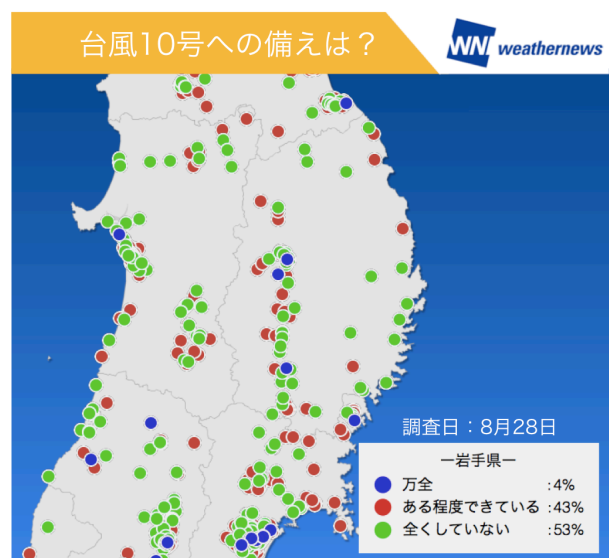 台風10号への備えは？
WNI weathernews
調査日：8月28日
ー岩手県ー
万全 :4%
ある程度できている :43%
全くしていない :53%